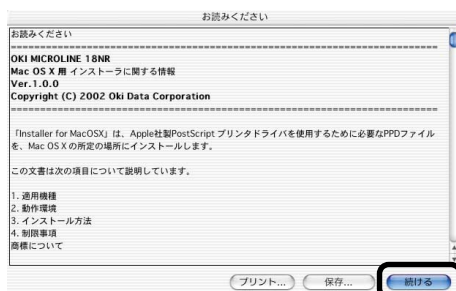 お読みください
お読みください
==================================================
OKI MICROLINE 18NR
Mac OS X 用 インストーラに関する情報
Ver.1.0.0
Copyright (C) 2002 Oki Data Corporation
==================================================
「Installer for MacOSX」は、Apple社製PostScript プリンタドライバを使用するために必要なPPDファイル
を、Mac OS X の所定の場所にインストールします。
この文書は次の項目について説明しています。
1. 適用機種
2. 動作環境
3. インストール方法
4. 制限事項
商標について
プリント... 保存... 続ける